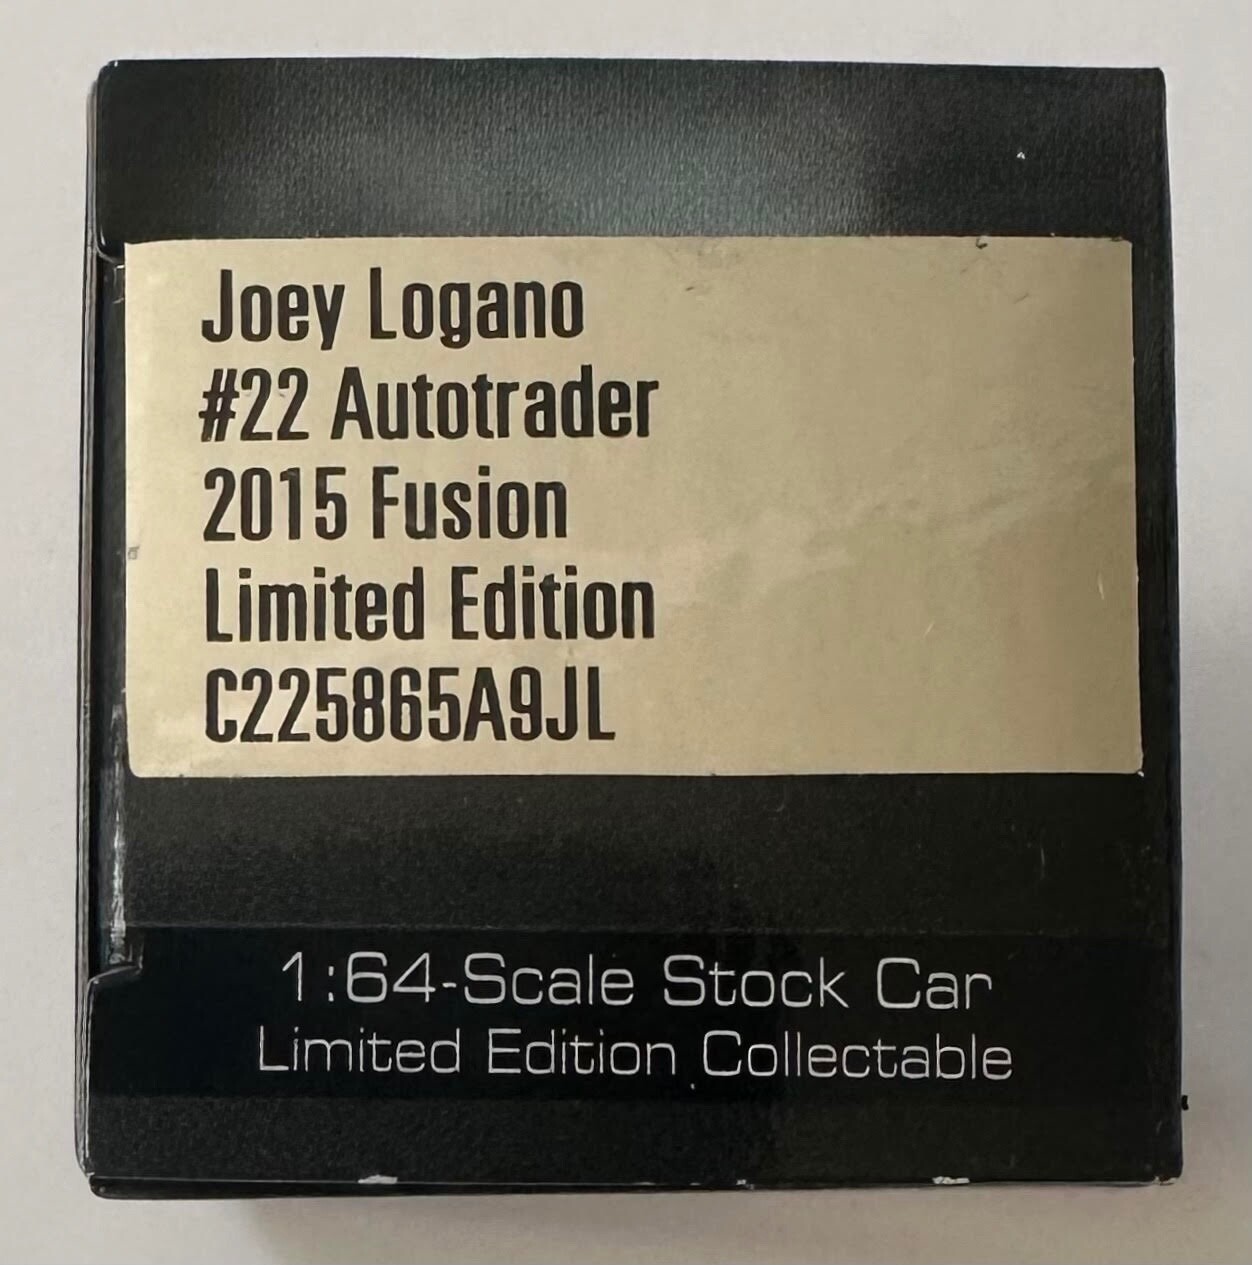 Joey Logano
#22 Autotrader
2015 Fusion
Limited Edition
C225865A9JL
1:64-Scale Stock Car
Limited Edition Collectable